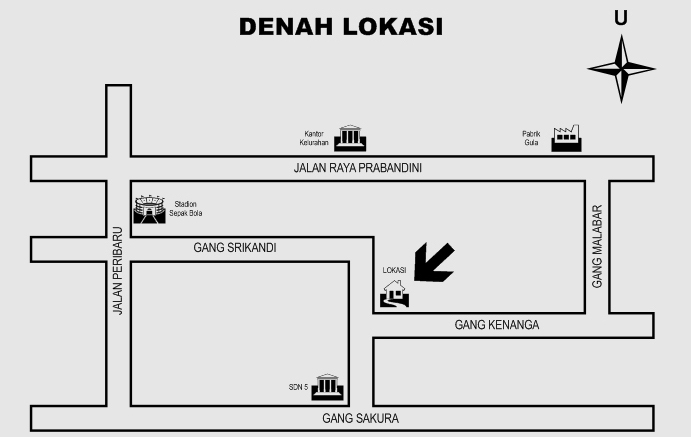 DENAH LOKASI
U
Kantor
Kelurahan
Pabrik
Gula
JALAN RAYA PRABANDINI
Stadion
Sepak Bola
JALAN PERIBARU
GANG SRIKANDI
GANG MALABAR
LOKASI
GANG KENANGA
SDN 5
GANG SAKURA